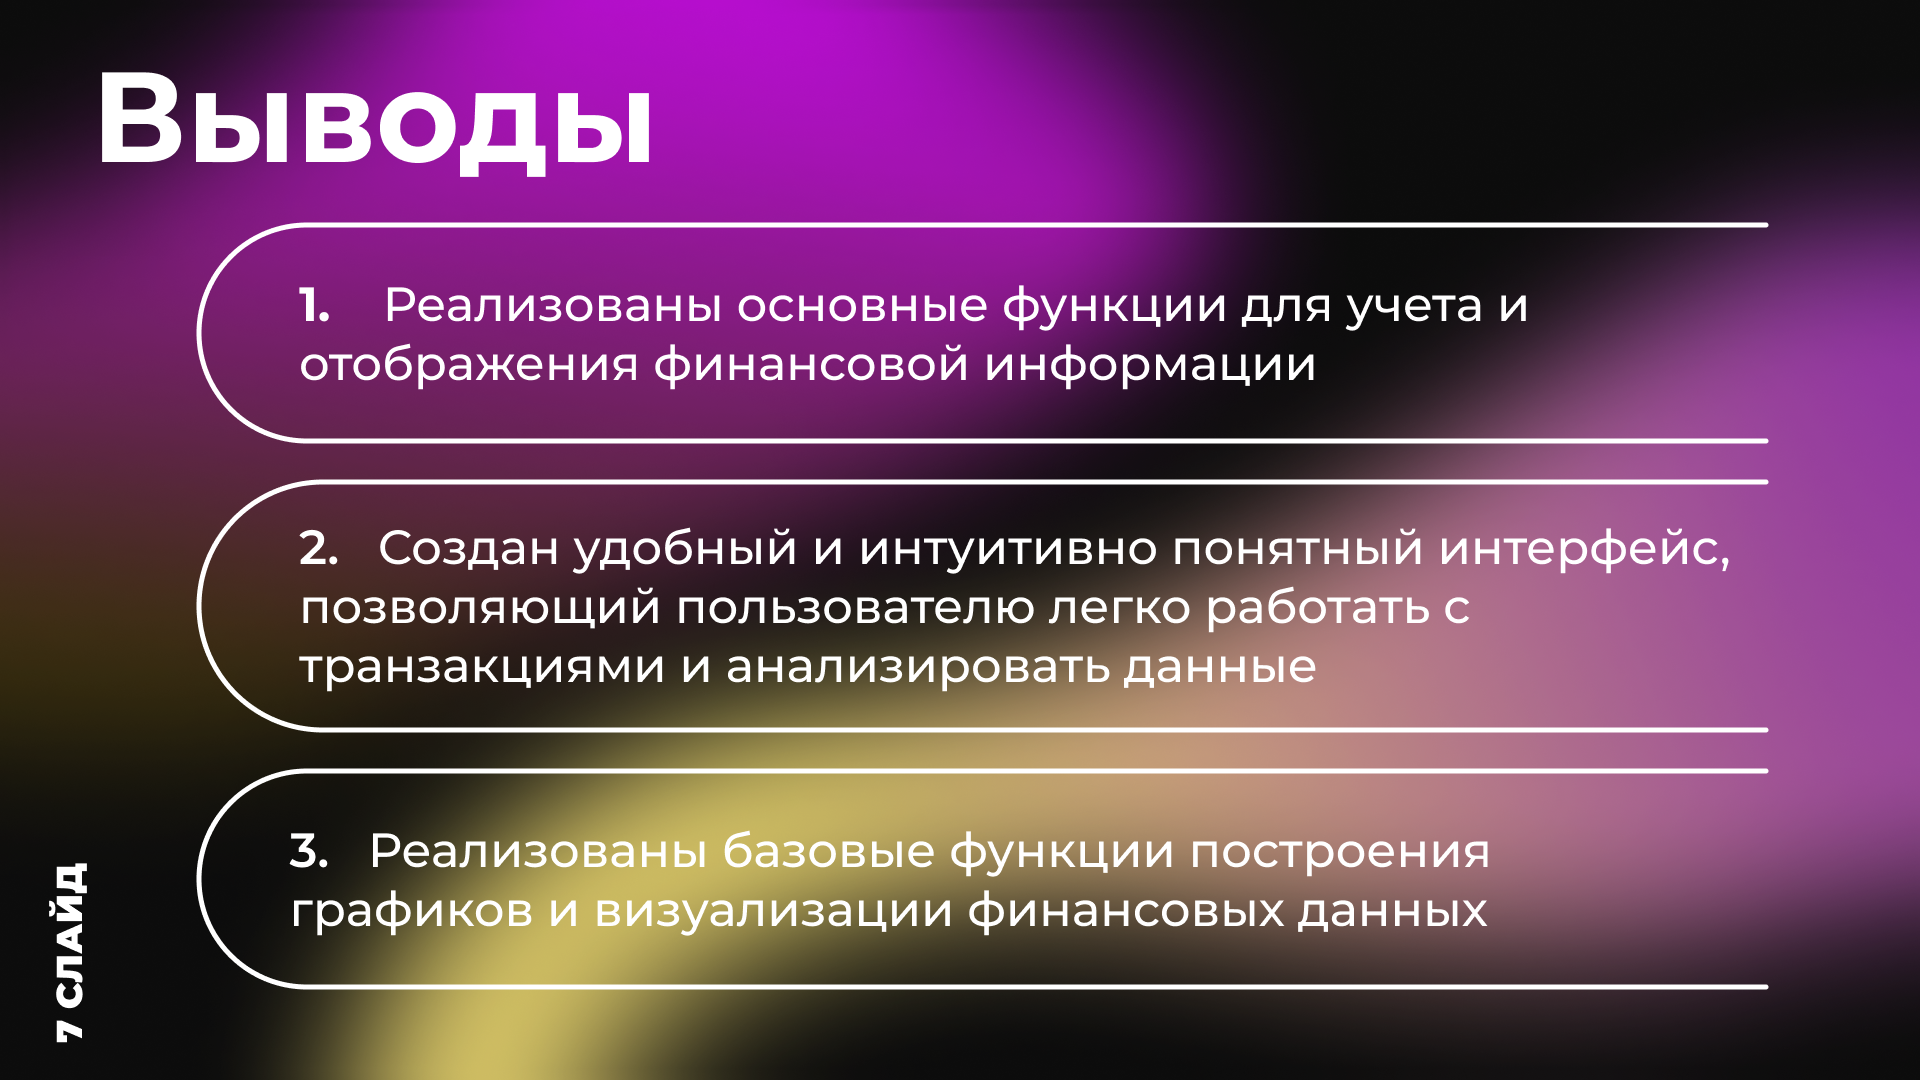 Выводы
1. Реализованы основные функции для учета и
отображения финансовой информации
2. Создан удобный и интуитивно понятный интерфейс,
позволяющий пользователю легко работать с
транзакциями и анализировать данные
3. Реализованы базовые функции построения
графиков и визуализации финансовых данных
7 СЛАЙД